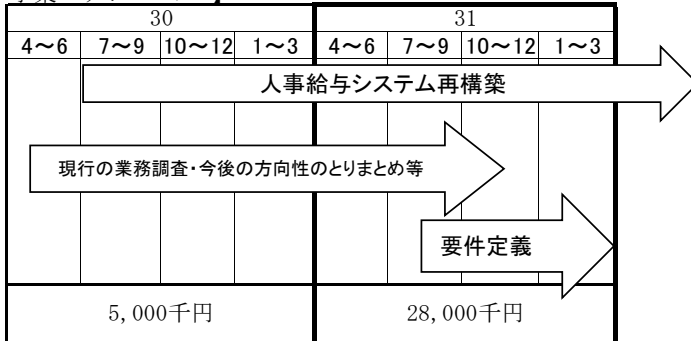 30 31
4～6 7～9 10～12 1～3 4～6 7～9 10～12 1～3
人事給与システム再構築
現行の業務調査・今後の方向性のとりまとめ等
要件定義
5,000千円 28,000千円